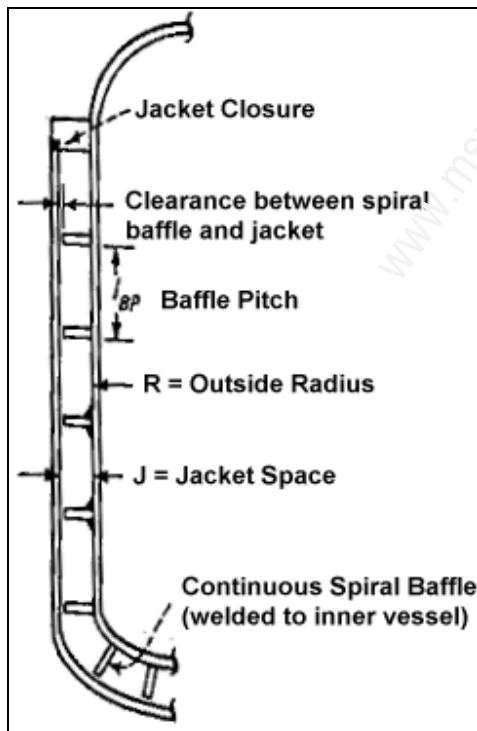 Jacket Closure
Clearance between spiral
baffle and jacket
BP Baffle Pitch
R = Outside Radius
J = Jacket Space
Continuous Spiral Baffle
(welded to inner vessel)